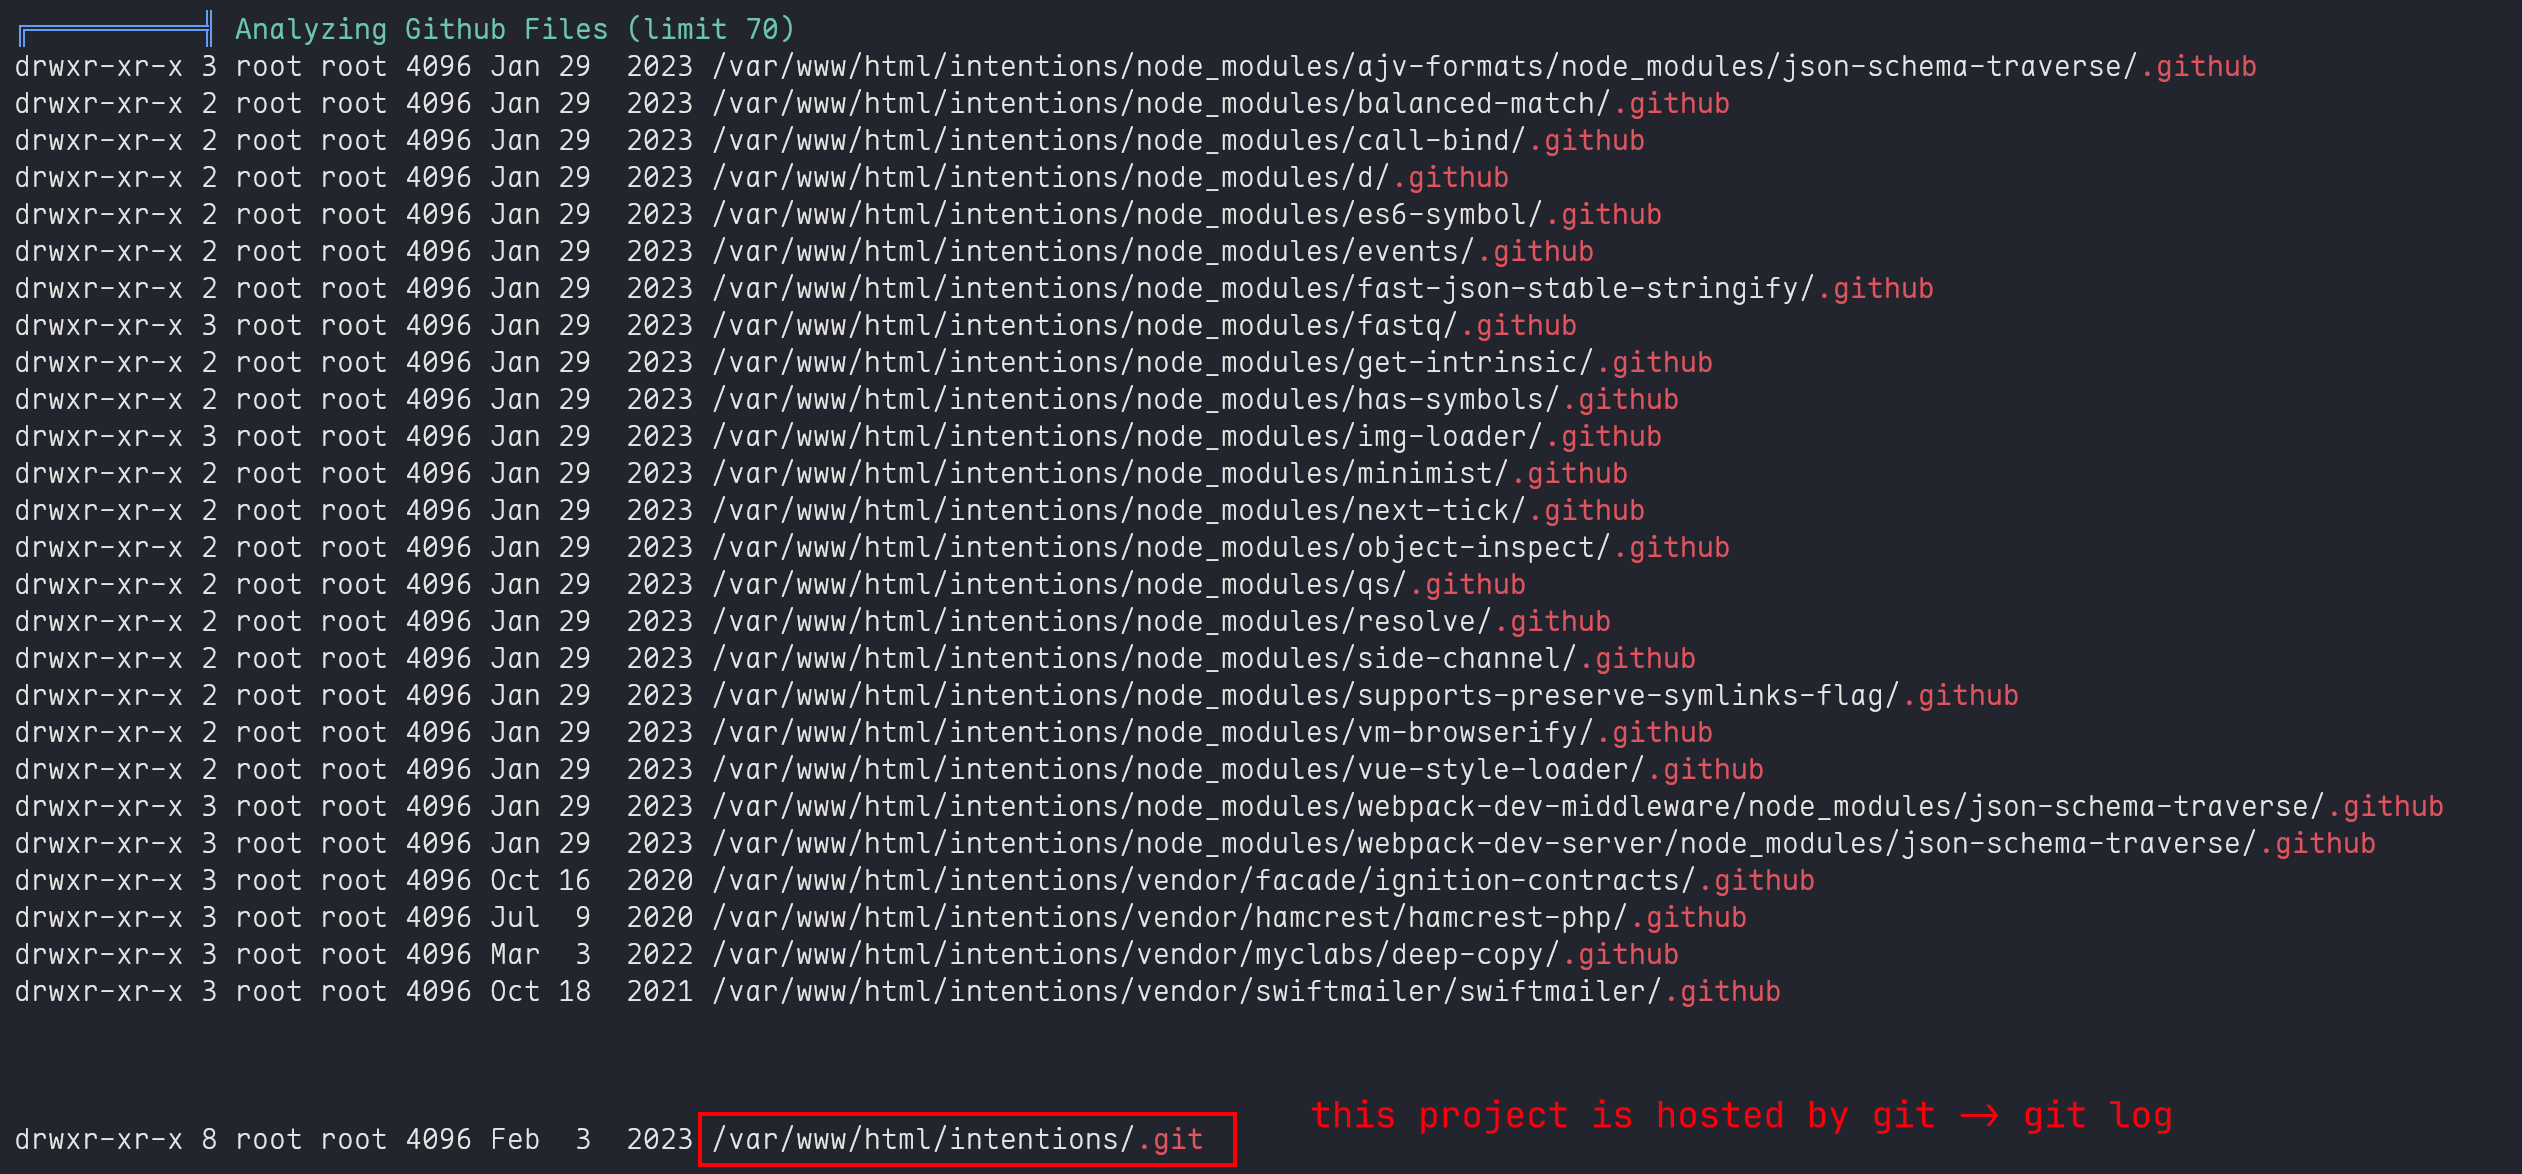 ╔══════════╣ Analyzing Github Files (limit 70)
drwxr-xr-x 3 root root 4096 Jan 29  2023 /var/www/html/intentions/node_modules/ajv-formats/node_modules/json-schema-traverse/.github
drwxr-xr-x 2 root root 4096 Jan 29  2023 /var/www/html/intentions/node_modules/balanced-match/.github
drwxr-xr-x 2 root root 4096 Jan 29  2023 /var/www/html/intentions/node_modules/call-bind/.github
drwxr-xr-x 2 root root 4096 Jan 29  2023 /var/www/html/intentions/node_modules/d/.github
drwxr-xr-x 2 root root 4096 Jan 29  2023 /var/www/html/intentions/node_modules/es6-symbol/.github
drwxr-xr-x 2 root root 4096 Jan 29  2023 /var/www/html/intentions/node_modules/events/.github
drwxr-xr-x 2 root root 4096 Jan 29  2023 /var/www/html/intentions/node_modules/fast-json-stable-stringify/.github
drwxr-xr-x 3 root root 4096 Jan 29  2023 /var/www/html/intentions/node_modules/fastq/.github
drwxr-xr-x 2 root root 4096 Jan 29  2023 /var/www/html/intentions/node_modules/get-intrinsic/.github
drwxr-xr-x 2 root root 4096 Jan 29  2023 /var/www/html/intentions/node_modules/has-symbols/.github
drwxr-xr-x 3 root root 4096 Jan 29  2023 /var/www/html/intentions/node_modules/img-loader/.github
drwxr-xr-x 2 root root 4096 Jan 29  2023 /var/www/html/intentions/node_modules/minimist/.github
drwxr-xr-x 2 root root 4096 Jan 29  2023 /var/www/html/intentions/node_modules/next-tick/.github
drwxr-xr-x 2 root root 4096 Jan 29  2023 /var/www/html/intentions/node_modules/object-inspect/.github
drwxr-xr-x 2 root root 4096 Jan 29  2023 /var/www/html/intentions/node_modules/qs/.github
drwxr-xr-x 2 root root 4096 Jan 29  2023 /var/www/html/intentions/node_modules/resolve/.github
drwxr-xr-x 2 root root 4096 Jan 29  2023 /var/www/html/intentions/node_modules/side-channel/.github
drwxr-xr-x 2 root root 4096 Jan 29  2023 /var/www/html/intentions/node_modules/supports-preserve-symlinks-flag/.github
drwxr-xr-x 2 root root 4096 Jan 29  2023 /var/www/html/intentions/node_modules/vm-browserify/.github
drwxr-xr-x 2 root root 4096 Jan 29  2023 /var/www/html/intentions/node_modules/vue-style-loader/.github
drwxr-xr-x 3 root root 4096 Jan 29  2023 /var/www/html/intentions/node_modules/webpack-dev-middleware/node_modules/json-schema-traverse/.github
drwxr-xr-x 3 root root 4096 Jan 29  2023 /var/www/html/intentions/node_modules/webpack-dev-server/node_modules/json-schema-traverse/.github
drwxr-xr-x 3 root root 4096 Oct 16  2020 /var/www/html/intentions/vendor/facade/ignition-contracts/.github
drwxr-xr-x 3 root root 4096 Jul  9  2020 /var/www/html/intentions/vendor/hamcrest/hamcrest-php/.github
drwxr-xr-x 3 root root 4096 Mar  3  2022 /var/www/html/intentions/vendor/myclabs/deep-copy/.github
drwxr-xr-x 3 root root 4096 Oct 18  2021 /var/www/html/intentions/vendor/swiftmailer/swiftmailer/.github
this project is hosted by git -> git log
drwxr-xr-x 8 root root 4096 Feb  3  2023 /var/www/html/intentions/.git